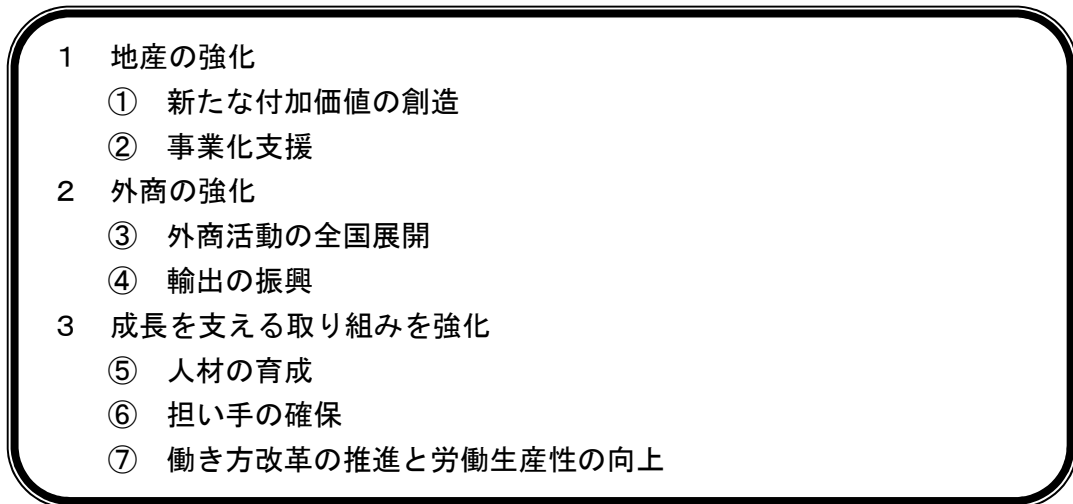 １　地産の強化
①　新たな付加価値の創造
②　事業化支援
２　外商の強化
③　外商活動の全国展開
④　輸出の振興
３　成長を支える取り組みを強化
⑤　人材の育成
⑥　担い手の確保
⑦　働き方改革の推進と労働生産性の向上